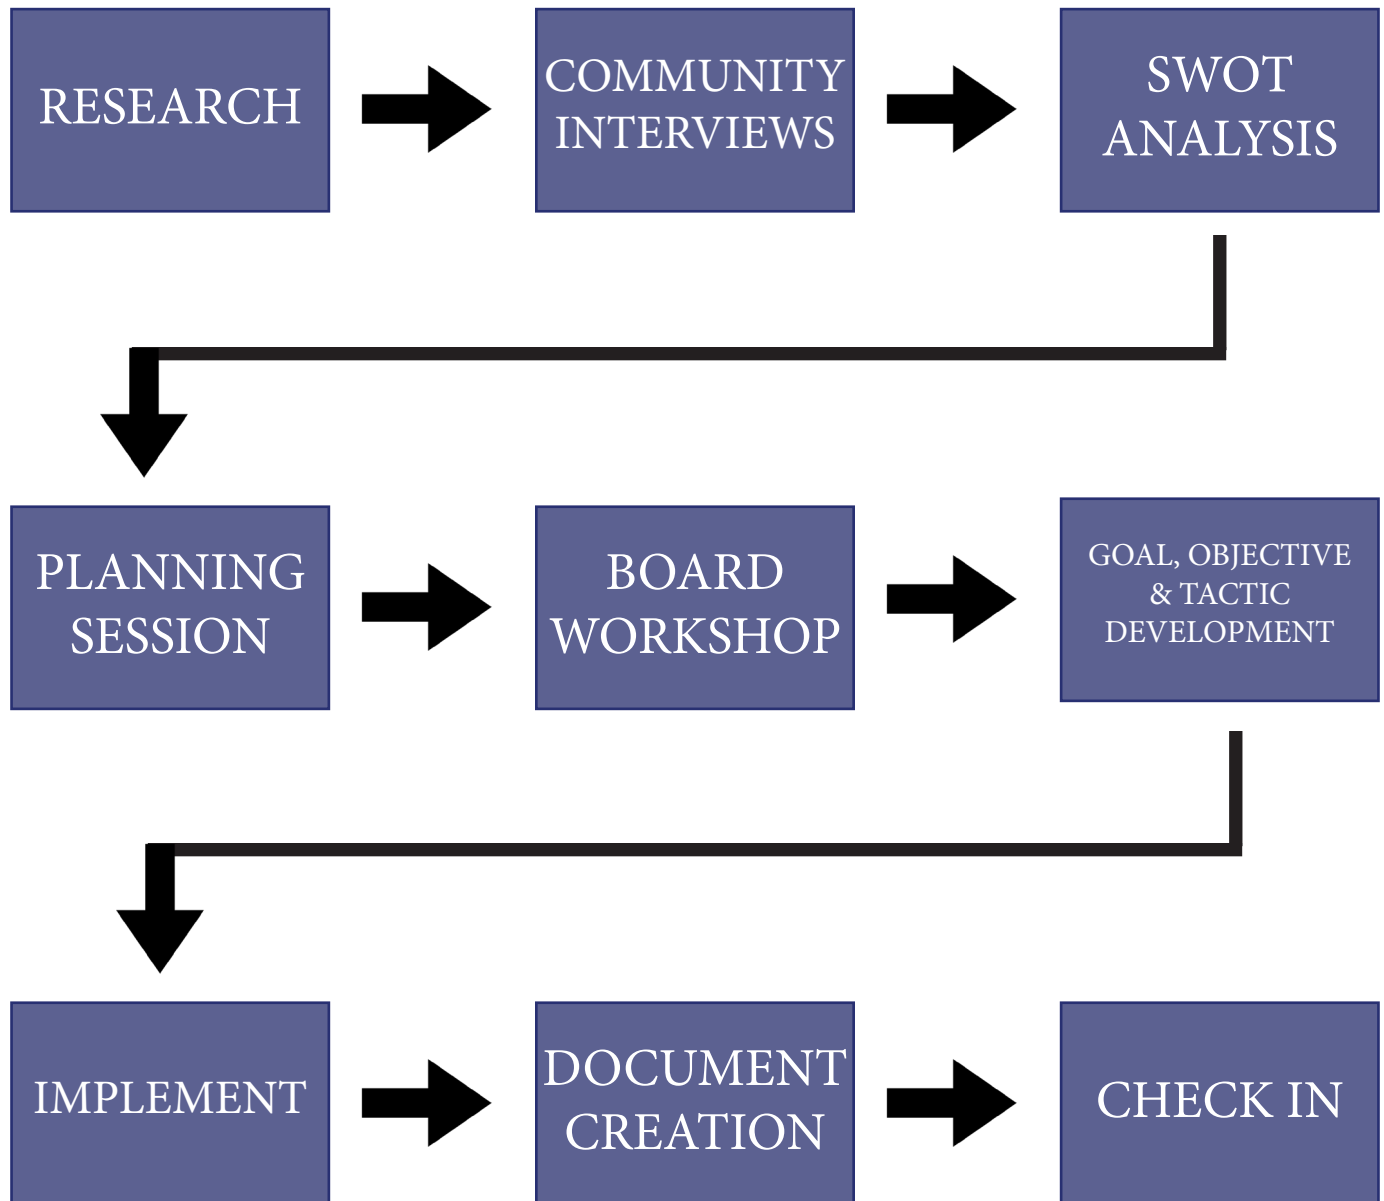 RESEARCH
COMMUNITY
INTERVIEWS
SWOT
ANALYSIS
PLANNING
SESSION
BOARD
WORKSHOP
GOAL, OBJECTIVE
& TACTIC
DEVELOPMENT
IMPLEMENT
DOCUMENT
CREATION
CHECK IN